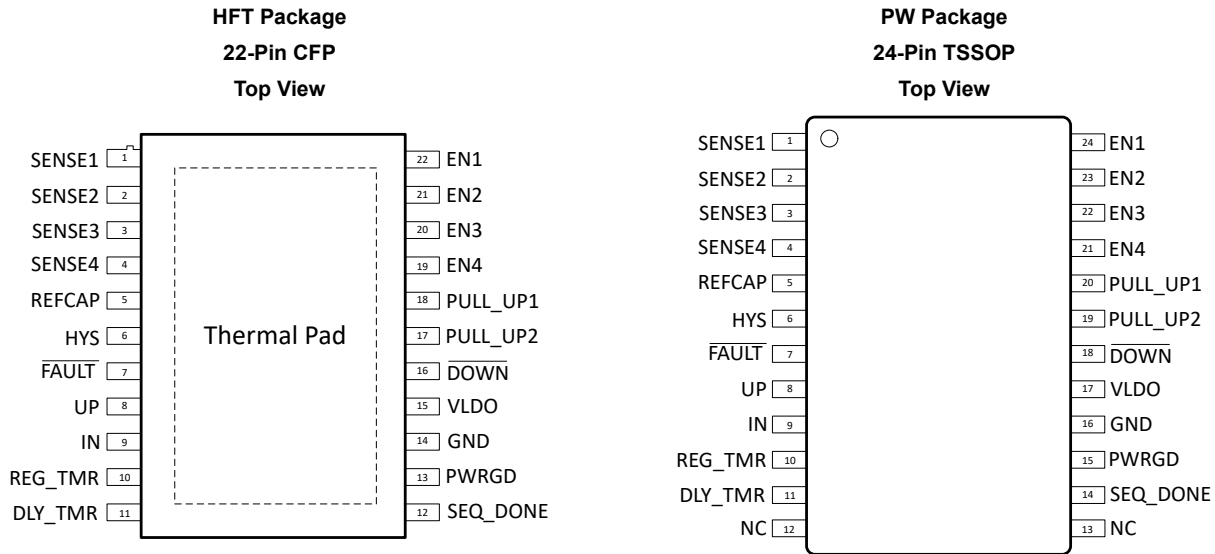 HFT Package
22-Pin CFP
Top View
SENSE1 1
SENSE2 2
SENSE3 3
SENSE4 4
REFCAP 5
HYS 6
FAULT 7
UP 8
IN 9
REG_TMR 10
DLY_TMR 11
Thermal Pad
22 EN1
21 EN2
20 EN3
19 EN4
18 PULL_UP1
17 PULL_UP2
16 DOWN
15 VLDO
14 GND
13 PWRGD
12 SEQ_DONE
PW Package
24-Pin TSSOP
Top View
SENSE1 1
SENSE2 2
SENSE3 3
SENSE4 4
REFCAP 5
HYS 6
FAULT 7
UP 8
IN 9
REG_TMR 10
DLY_TMR 11
NC 12
24 EN1
23 EN2
22 EN3
21 EN4
20 PULL_UP1
19 PULL_UP2
18 DOWN
17 VLDO
16 GND
15 PWRGD
14 SEQ_DONE
13 NC